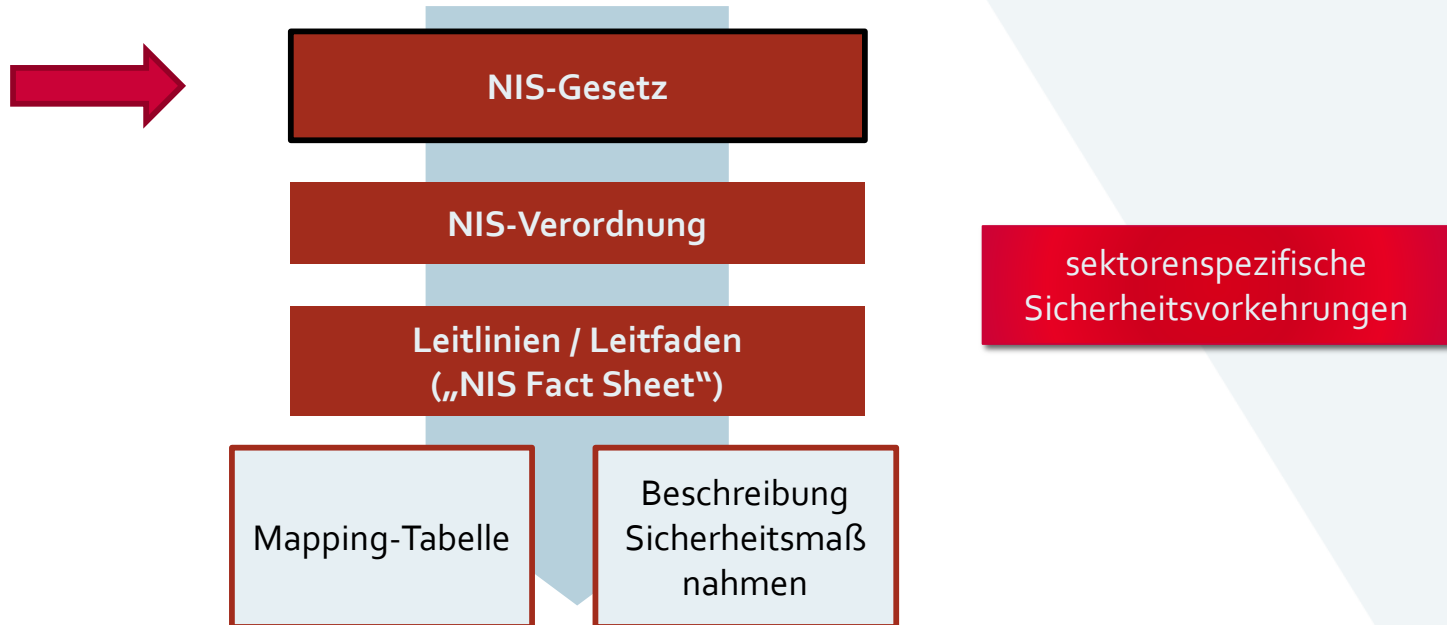 NIS-Gesetz
NIS-Verordnung
sektorenspezifische
Sicherheitsvorkehrungen
Leitlinien / Leitfaden
(„NIS Fact Sheet“)
Mapping-Tabelle
Beschreibung
Sicherheitsmaß
nahmen